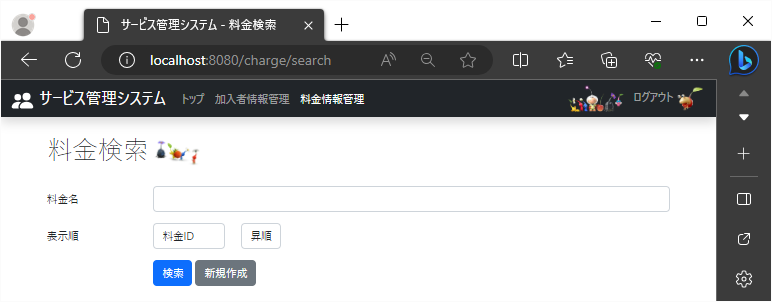 サービス管理システム - 料金検索
localhost:8080/charge/search
サービス管理システム トップ 加入者情報管理 料金情報管理 ログアウト
料金検索
料金名
表示順 料金ID 昇順
検索 新規作成